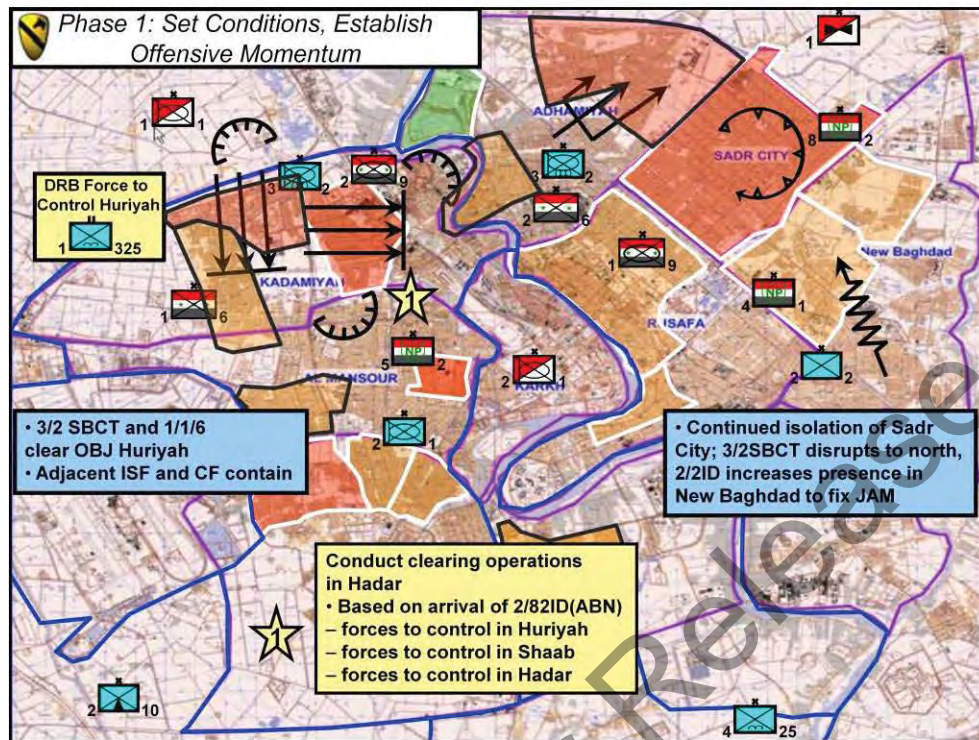 Phase 1: Set Conditions, Establish
Offensive Momentum
1
1 1
DRB Force to
Control Huriyah
1 325
3 2
2 9
ADHAMIYAH
3 2
2 6
SADR CITY
8 NP 2
New Baghdad
KADAMIYAH
1 6
1
1 9
RUSAFA
4 NP 1
5 NP 2
AL MANSOUR
2 1
KARKH
2 2
2 1
• 3/2 SBCT and 1/1/6
clear OBJ Huriyah
• Adjacent ISF and CF contain
• Continued isolation of Sadr
City; 3/2SBCT disrupts to north,
2/2ID increases presence in
New Baghdad to fix JAM
Conduct clearing operations
in Hadar
• Based on arrival of 2/82ID(ABN)
– forces to control in Huriyah
– forces to control in Shaab
– forces to control in Hadar
1
2 10
4 25
Release